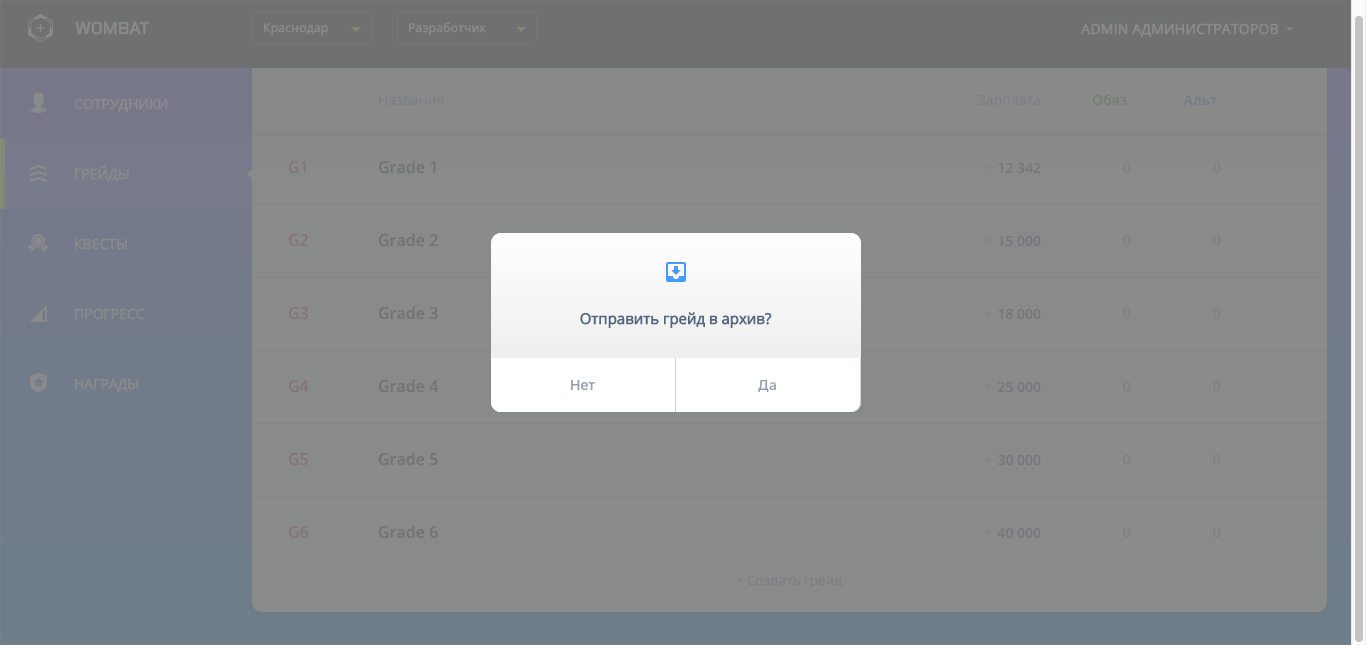 WOMBAT Краснодар Разработчик ADMIN АДМИНИСТРАТОРОВ
СОТРУДНИКИ
ГРЕЙДЫ
КВЕСТЫ
ПРОГРЕСС
НАГРАДЫ
Названия Зарплата Обяз. Альт.
G1 Grade 1 + 12 342 0 0
G2 Grade 2 + 15 000 0 0
G3 Grade 3 + 18 000 0 0
G4 Grade 4 + 25 000 0 0
G5 Grade 5 + 30 000 0 0
G6 Grade 6 + 40 000 0 0
+ Создать грейд
Отправить грейд в архив?
Нет Да